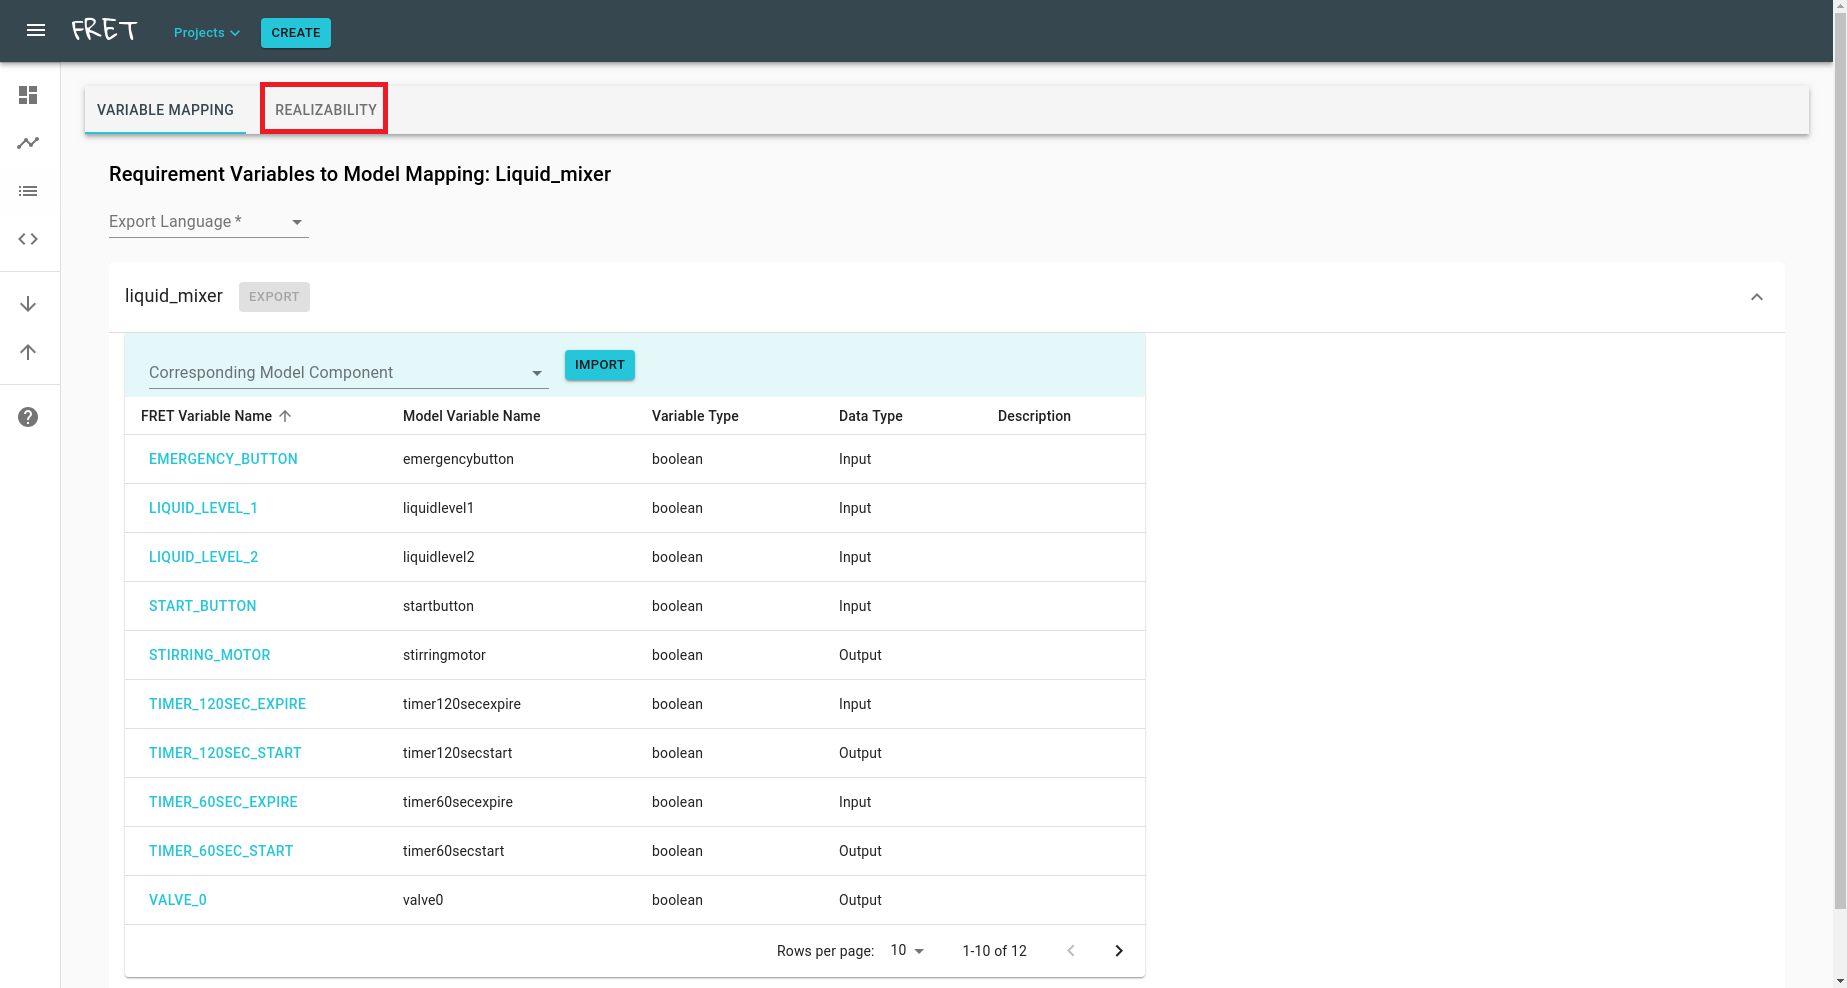 FRET Projects CREATE
VARIABLE MAPPING REALIZABILITY
Requirement Variables to Model Mapping: Liquid_mixer
Export Language *
liquid_mixer EXPORT
Corresponding Model Component IMPORT
FRET Variable Name Model Variable Name Variable Type Data Type Description
EMERGENCY_BUTTON emergencybutton boolean Input
LIQUID_LEVEL_1 liquidlevel1 boolean Input
LIQUID_LEVEL_2 liquidlevel2 boolean Input
START_BUTTON startbutton boolean Input
STIRRING_MOTOR stirringmotor boolean Output
TIMER_120SEC_EXPIRE timer120secexpire boolean Input
TIMER_120SEC_START timer120secstart boolean Output
TIMER_60SEC_EXPIRE timer60secexpire boolean Input
TIMER_60SEC_START timer60secstart boolean Output
VALVE_0 valve0 boolean Output
Rows per page: 10 1-10 of 12